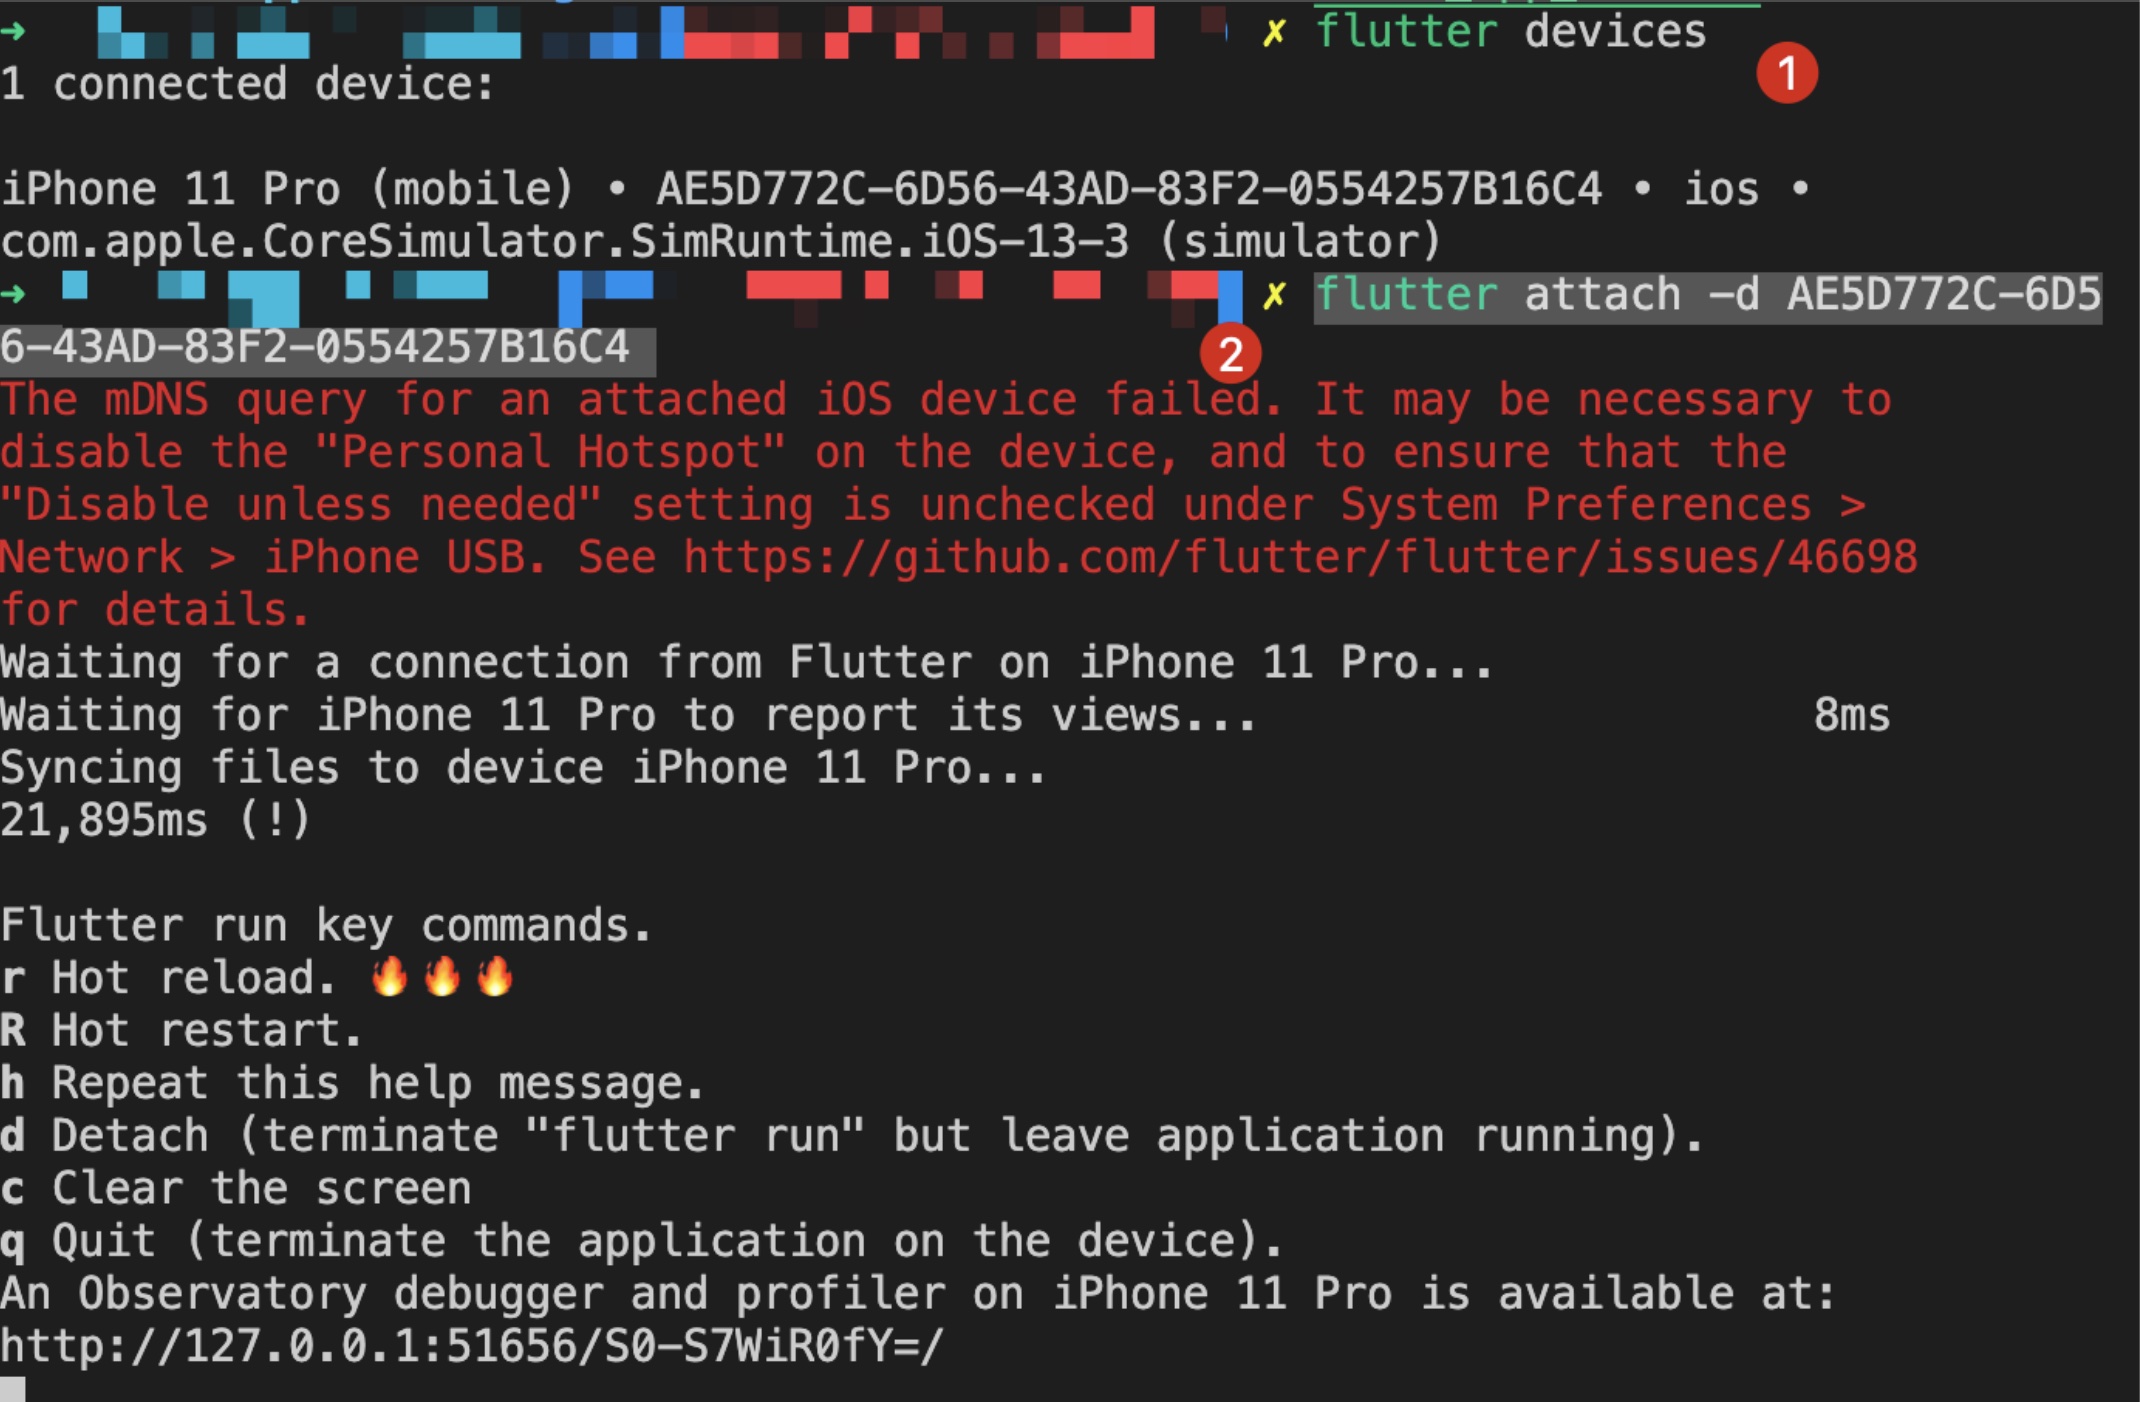 ➜ ✗ flutter devices
1
1 connected device:
iPhone 11 Pro (mobile) • AE5D772C-6D56-43AD-83F2-0554257B16C4 • ios •
com.apple.CoreSimulator.SimRuntime.iOS-13-3 (simulator)
➜ ✗ flutter attach -d AE5D772C-6D5
6-43AD-83F2-0554257B16C4
2
The mDNS query for an attached iOS device failed. It may be necessary to
disable the "Personal Hotspot" on the device, and to ensure that the
"Disable unless needed" setting is unchecked under System Preferences >
Network > iPhone USB. See https://github.com/flutter/flutter/issues/46698
for details.
Waiting for a connection from Flutter on iPhone 11 Pro...
Waiting for iPhone 11 Pro to report its views... 8ms
Syncing files to device iPhone 11 Pro...
21,895ms (!)
Flutter run key commands.
r Hot reload. 🔥🔥🔥
R Hot restart.
h Repeat this help message.
d Detach (terminate "flutter run" but leave application running).
c Clear the screen
q Quit (terminate the application on the device).
An Observatory debugger and profiler on iPhone 11 Pro is available at:
http://127.0.0.1:51656/S0-S7WiR0fY=/